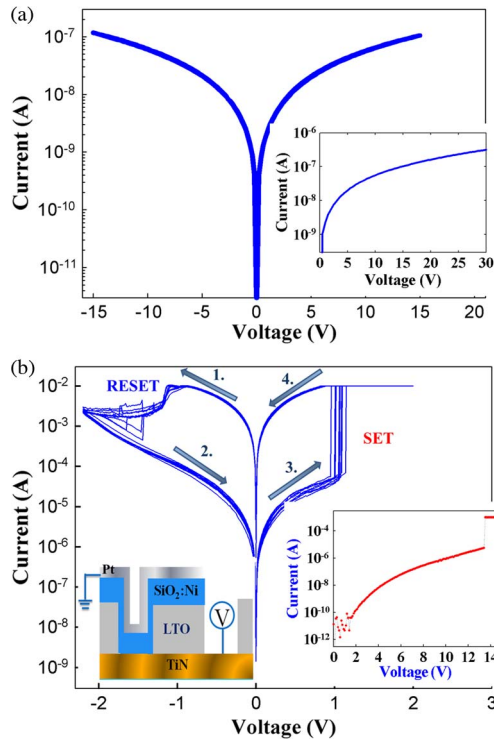 (a)
10⁻⁷
10⁻⁸
10⁻⁹
10⁻¹⁰
10⁻¹¹
Current (A)
-15 -10 -5 0 5 10 15 20
Voltage (V)
10⁻⁶
10⁻⁷
10⁻⁸
10⁻⁹
Current (A)
0 5 10 15 20 25 30
Voltage (V)
(b)
10⁻²
10⁻³
10⁻⁴
10⁻⁵
10⁻⁶
10⁻⁷
10⁻⁸
10⁻⁹
Current (A)
RESET
1.
4.
SET
2.
3.
Pt
SiO₂:Ni
LTO
V
TiN
10⁻⁴
10⁻⁶
10⁻⁸
10⁻¹⁰
10⁻¹²
Current (A)
0 2 4 6 8 10 12 14
Voltage (V)
-2 -1 0 1 2 3
Voltage (V)